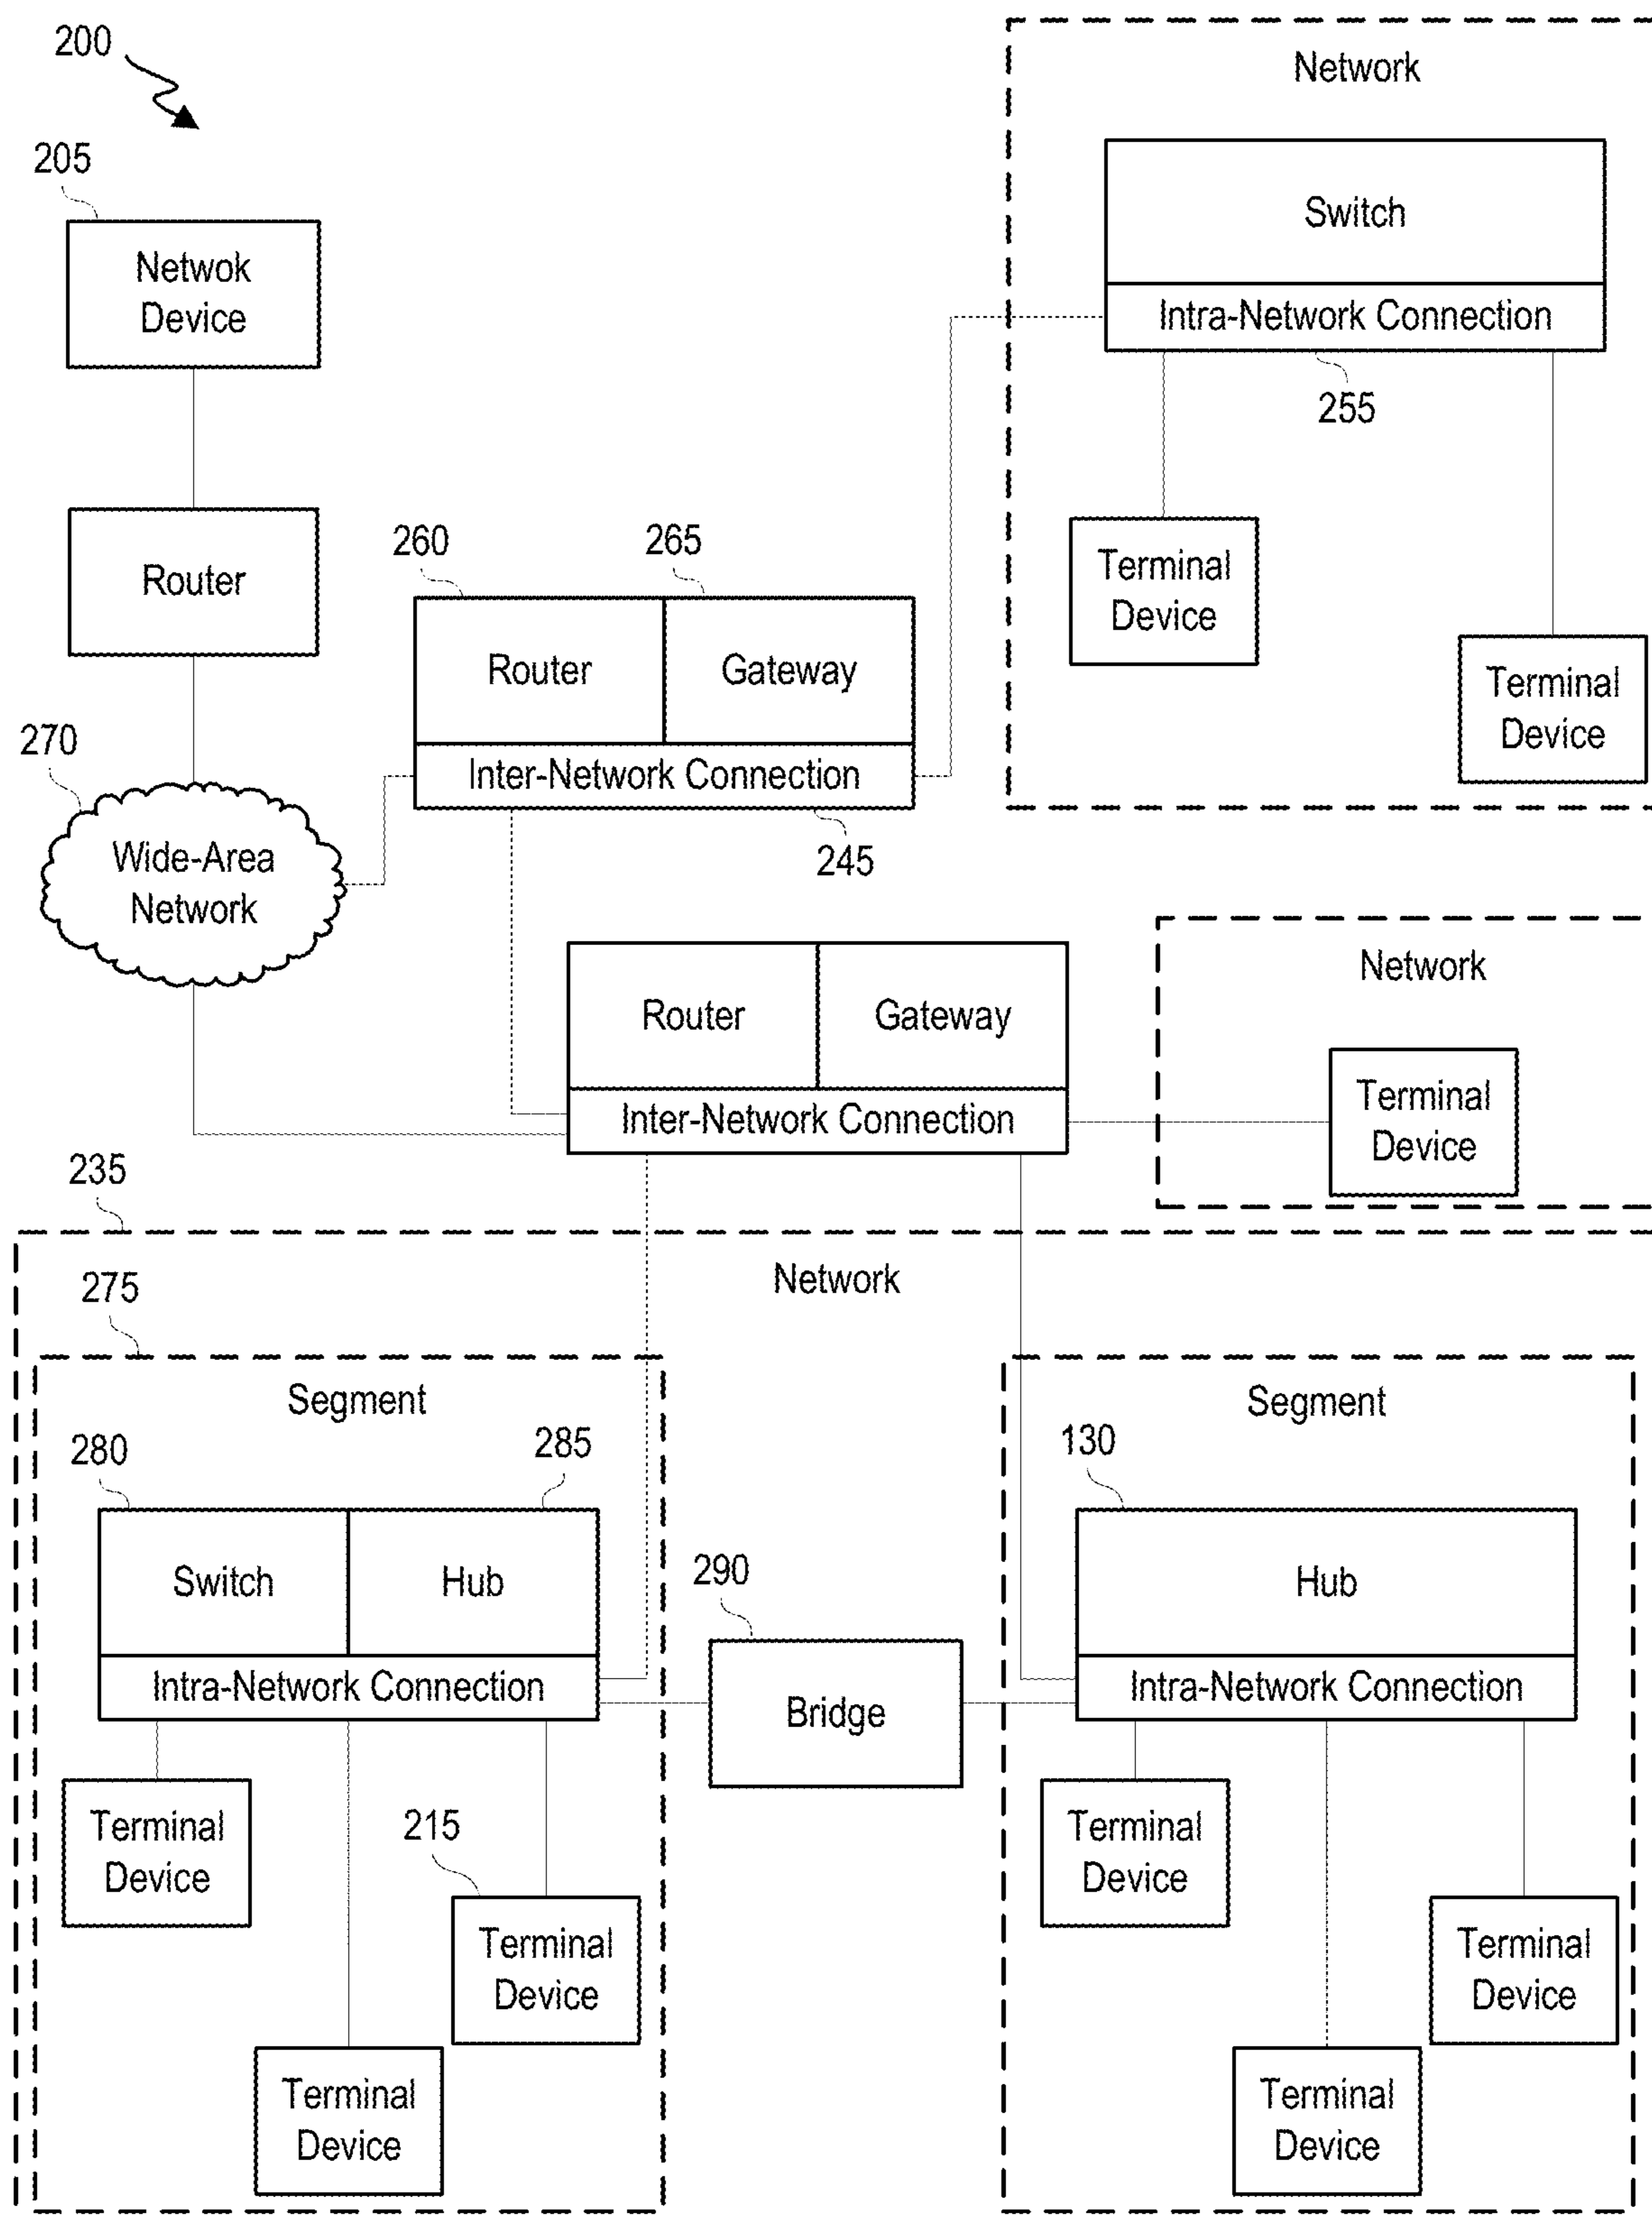 200
Network
205
Switch
Netwok
Device
Intra-Network Connection
255
Router
260
265
Terminal
Device
Router
Gateway
Terminal
Device
270
Inter-Network Connection
245
Wide-Area
Network
Network
Router
Gateway
Terminal
Device
Inter-Network Connection
235
Network
275
Segment
Segment
280
285
130
Switch
Hub
290
Hub
Intra-Network Connection
Bridge
Intra-Network Connection
Terminal
Device
215
Terminal
Device
Terminal
Device
Terminal
Device
Terminal
Device
Terminal
Device